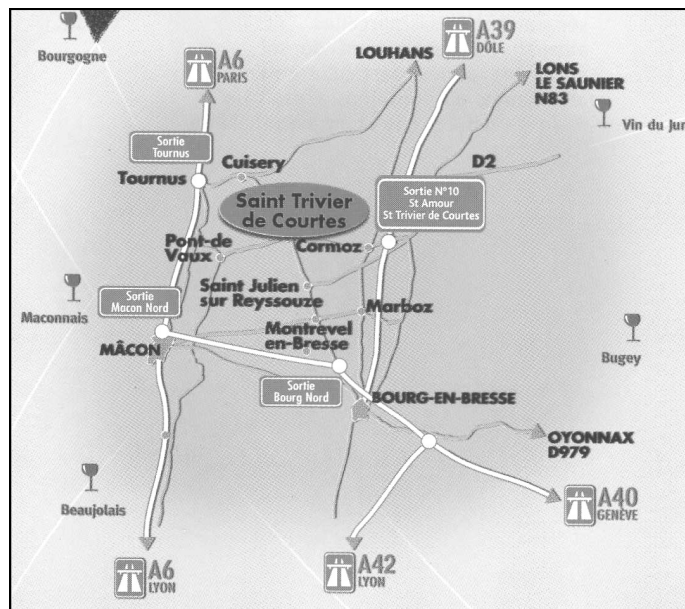 Bourgogne
A6
PARIS
LOUHANS
A39
DÔLE
LONS
LE SAUNIER
N83
Vin du Jur
Sortie
Tournus
Cuisery
D2
Tournus
Saint Trivier
de Courtes
Sortie N°10
St Amour
St Trivier de Courtes
Pont-de
Vaux
Cormoz
Saint Julien
sur Reyssouze
Maconnais
Sortie
Macon Nord
Marboz
Montrevel
en-Bresse
MÂCON
Bugey
Sortie
Bourg Nord
BOURG-EN-BRESSE
OYONNAX
D979
Beaujolais
A40
GENÈVE
A6
LYON
A42
LYON